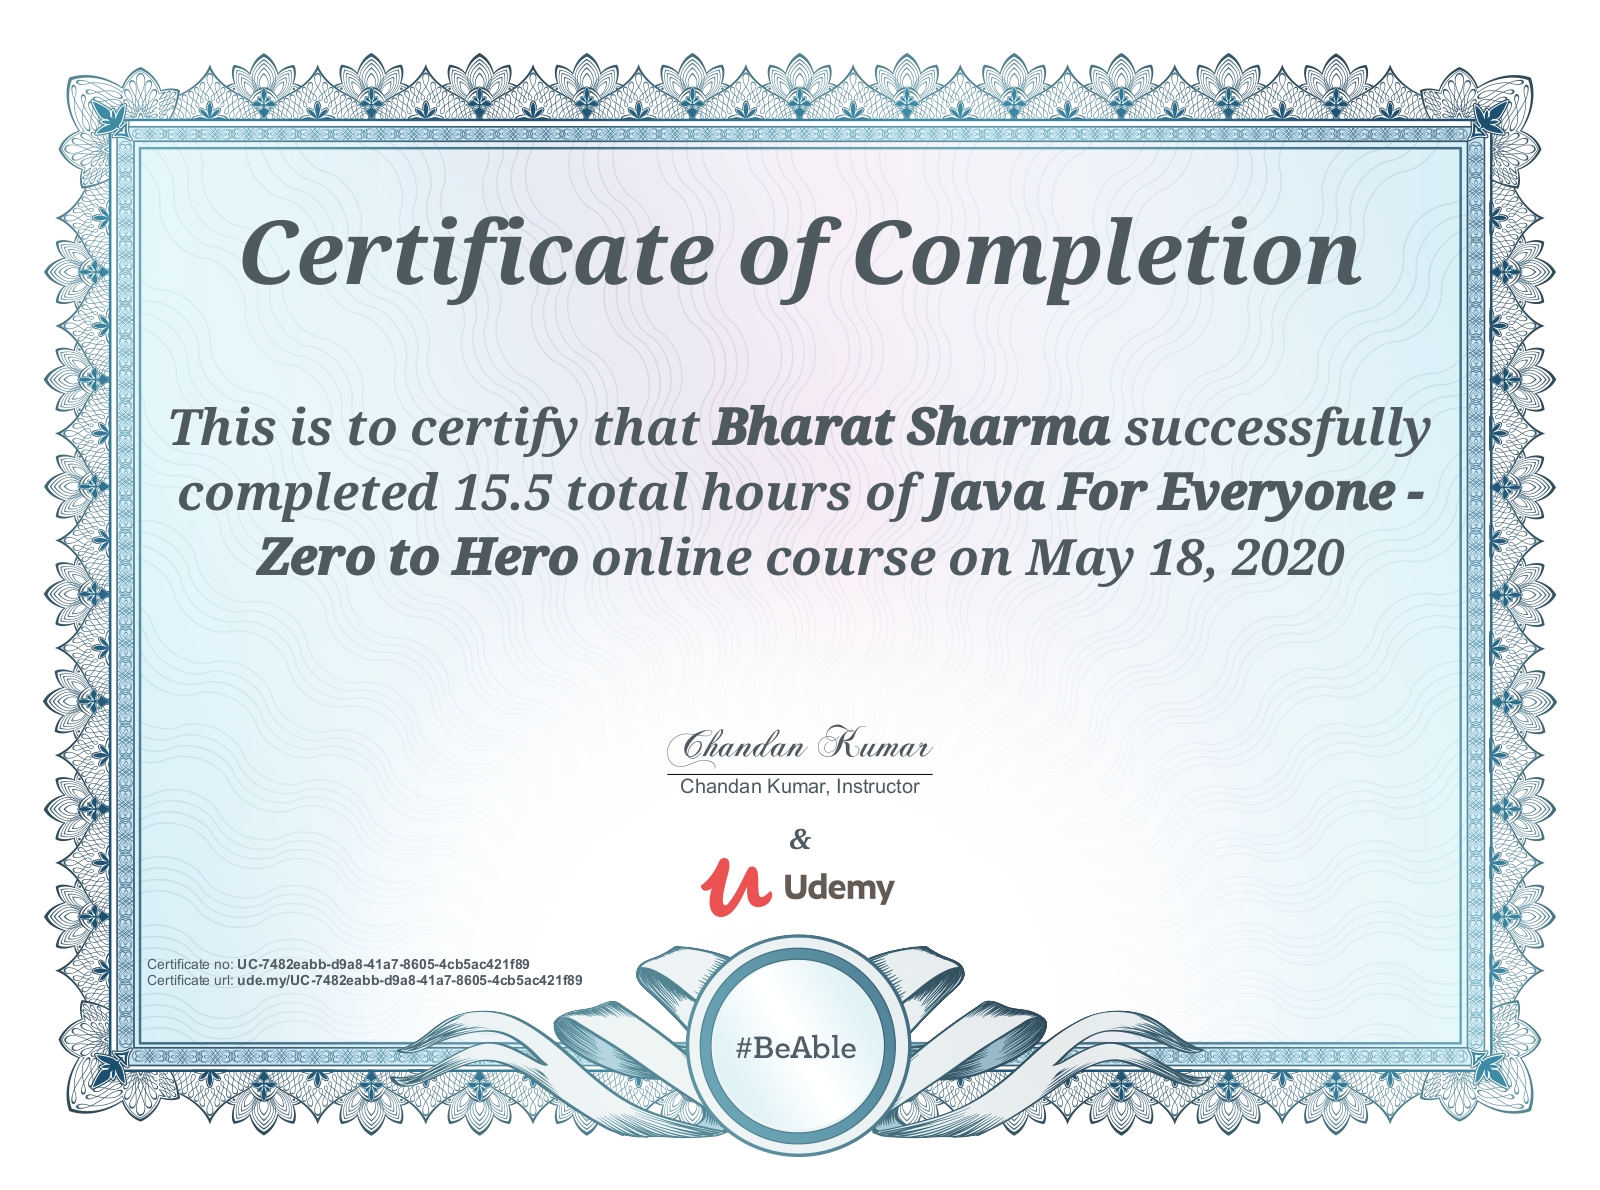 Certificate of Completion
This is to certify that Bharat Sharma successfully
completed 15.5 total hours of Java For Everyone -
Zero to Hero online course on May 18, 2020
Chandan Kumar
Chandan Kumar, Instructor
&
Udemy
Certificate no: UC-7482eabb-d9a8-41a7-8605-4cb5ac421f89
Certificate url: ude.my/UC-7482eabb-d9a8-41a7-8605-4cb5ac421f89
#BeAble